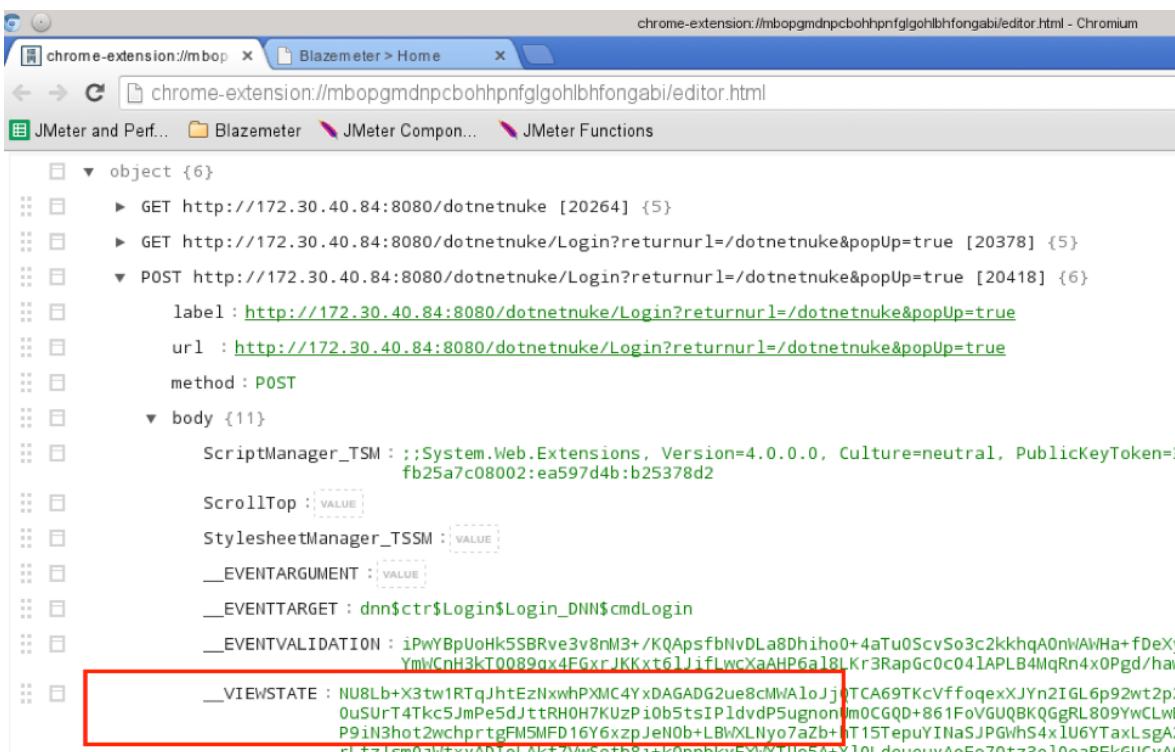 chrome-extension://mbopgmdnpcbohhpnfglgohlbhfongabi/editor.html - Chromium
chrome-extension://mbop
Blazemeter > Home
chrome-extension://mbopgmdnpcbohhpnfglgohlbhfongabi/editor.html
JMeter and Perf... Blazemeter JMeter Compon... JMeter Functions
object {6}
GET http://172.30.40.84:8080/dotnetnuke [20264] {5}
GET http://172.30.40.84:8080/dotnetnuke/Login?returnurl=/dotnetnuke&popUp=true [20378] {5}
POST http://172.30.40.84:8080/dotnetnuke/Login?returnurl=/dotnetnuke&popUp=true [20418] {6}
label : http://172.30.40.84:8080/dotnetnuke/Login?returnurl=/dotnetnuke&popUp=true
url : http://172.30.40.84:8080/dotnetnuke/Login?returnurl=/dotnetnuke&popUp=true
method : POST
body {11}
ScriptManager_TSM : ;;System.Web.Extensions, Version=4.0.0.0, Culture=neutral, PublicKeyToken=
fb25a7c08002:ea597d4b:b25378d2
ScrollTop : VALUE
StylesheetManager_TSSM : VALUE
__EVENTARGUMENT : VALUE
__EVENTTARGET : dnn$ctr$Login$Login_DNN$cmdLogin
__EVENTVALIDATION :
__VIEWSTATE :